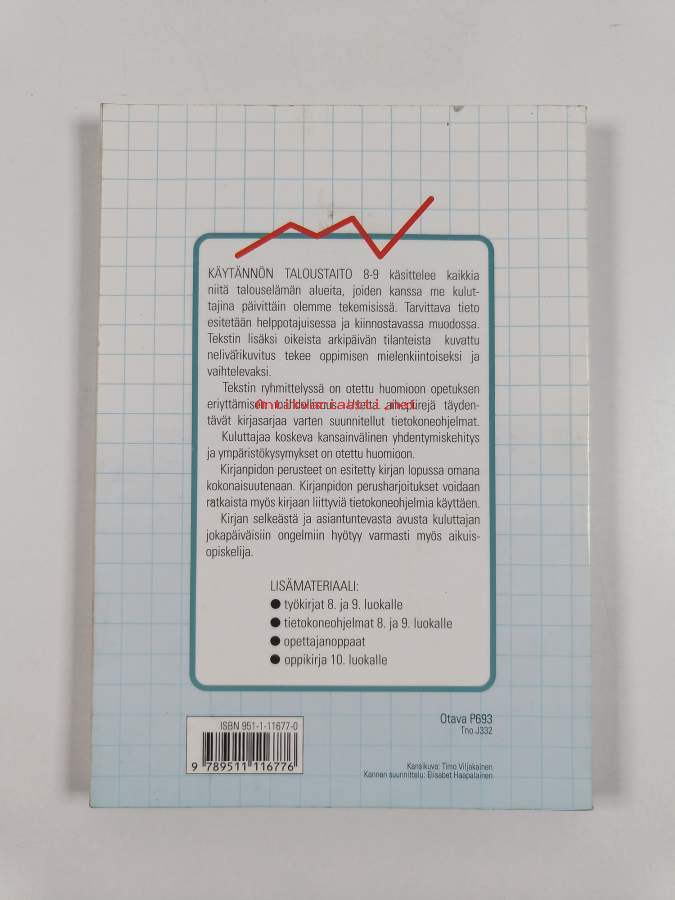 KÄYTÄNNÖN TALOUSTAITO 8-9 käsittelee kaikkia
niitä talouselämän alueita, joiden kanssa me kulut-
tajina päivittäin olemme tekemisissä. Tarvittava tieto
esitetään helppotajuisessa ja kiinnostavassa muodossa.
Tekstin lisäksi oikeista arkipäivän tilanteista kuvattu
nelivärikuvitus tekee oppimisen mielenkiintoiseksi ja
vaihtelevaksi.
Tekstin ryhmittelyssä on otettu huomioon opetuksen
eriyttämisen mahdollisuus. Useita aihepiirejä täyden-
Antikvariaatti.net
tävät kirjasarjaa varten suunnitellut tietokoneohjelmat.
Kuluttajaa koskeva kansainvälinen yhdentymiskehitys
ja ympäristökysymykset on otettu huomioon.
Kirjanpidon perusteet on esitetty kirjan lopussa omana
kokonaisuutenaan. Kirjanpidon perusharjoitukset voidaan
ratkaista myös kirjaan liittyviä tietokoneohjelmia käyttäen.
Kirjan selkeästä ja asiantuntevasta avusta kuluttajan
jokapäiväisiin ongelmiin hyötyy varmasti myös aikuis-
opiskelija.
LISÄMATERIAALI:
● työkirjat 8. ja 9. luokalle
● tietokoneohjelmat 8. ja 9. luokalle
● opettajanoppaat
● oppikirja 10. luokalle
ISBN 951-1-11677-0
9 789511 116776
Otava P693
Tno J332
Kansikuva: Timo Viljakainen
Kannen suunnittelu: Elisabet Haapalainen